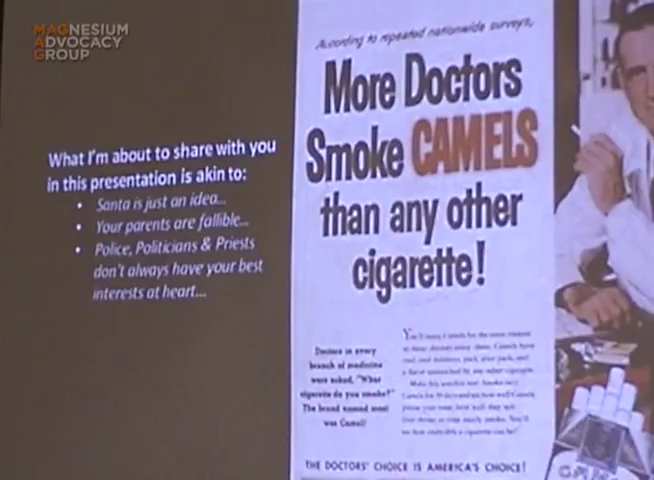 MAGNESIUM
ADVOCACY
GROUP
What I'm about to share with you
in this presentation is akin to:
• Santa is just an idea...
• Your parents are fallible...
• Police, Politicians & Priests
don't always have your best
interests at heart...
According to repeated nationwide surveys,
More Doctors
Smoke CAMELS
than any other
cigarette!
Doctors in every
branch of medicine
were asked, "What
cigarette do you smoke?"
The brand named most
was Camel!
THE DOCTORS' CHOICE IS AMERICA'S CHOICE!